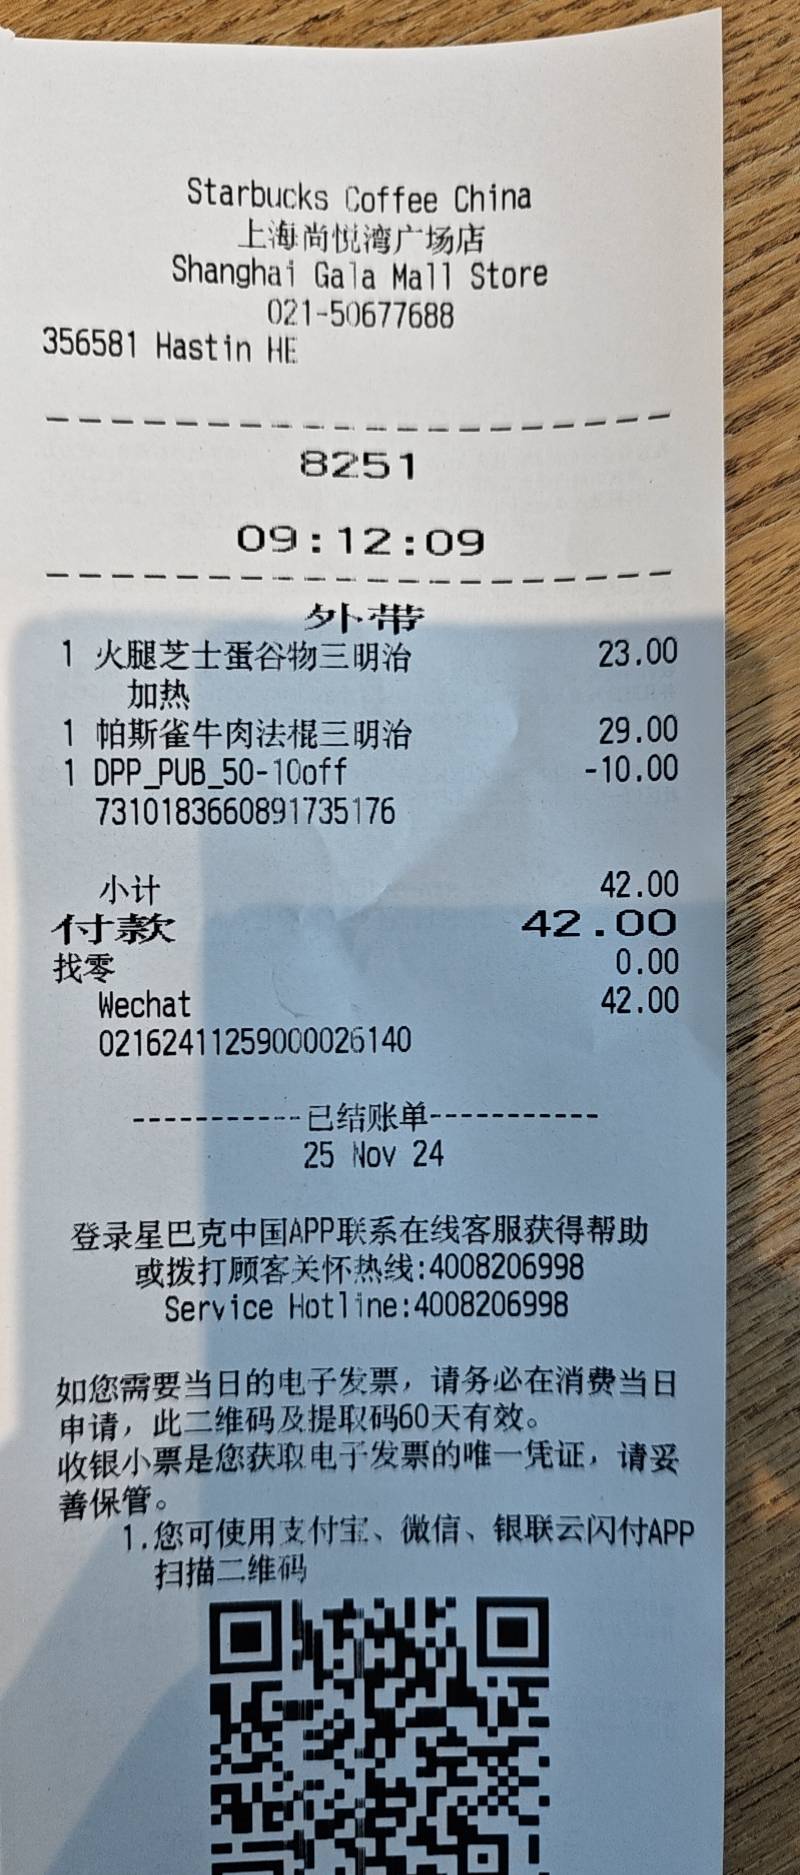 Starbucks Coffee China
上海尚悦湾广场店
Shanghai Gala Mall Store
021-50677688
356581 Hastin HE
8251
09:12:09
外带
1 火腿芝士蛋谷物三明治 23.00
加热
1 帕斯雀牛肉法棍三明治 29.00
1 DPP_PUB_50-10off -10.00
7310183660891735176
小计 42.00
付款 42.00
找零 0.00
Wechat 42.00
02162411259000026140
-----------已结账单-----------
25 Nov 24
登录星巴克中国APP联系在线客服获得帮助
或拨打顾客关怀热线:4008206998
Service Hotline:4008206998
如您需要当日的电子发票，请务必在消费当日
申请，此二维码及提取码60天有效。
收银小票是您获取电子发票的唯一凭证，请妥
善保管。
1.您可使用支付宝、微信、银联云闪付APP
扫描二维码